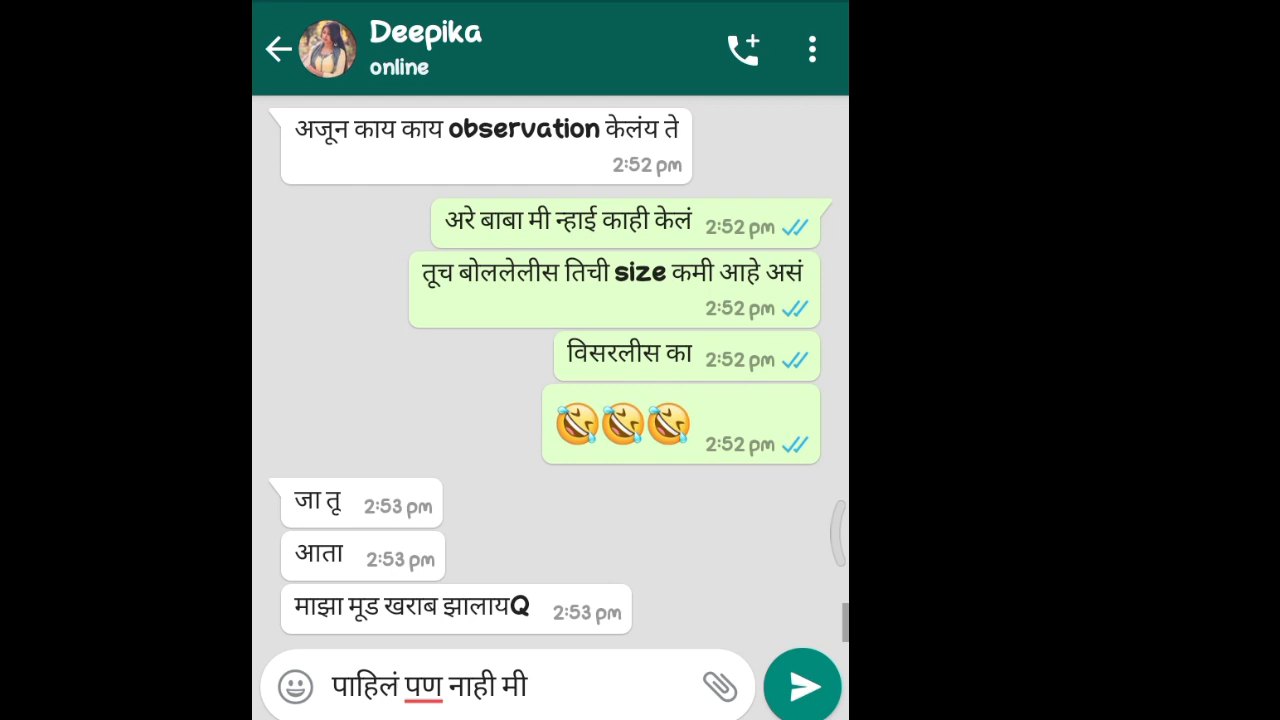 Deepika
online
अजून काय काय observation केलंय ते
2:52 pm
अरे बाबा मी न्हाई काही केलं 2:52 pm
तूच बोललेलीस तिची size कमी आहे असं
2:52 pm
विसरलीस का 2:52 pm
🤣🤣🤣 2:52 pm
जा तू 2:53 pm
आता 2:53 pm
माझा मूड खराब झालायQ 2:53 pm
पाहिलं पण नाही मी